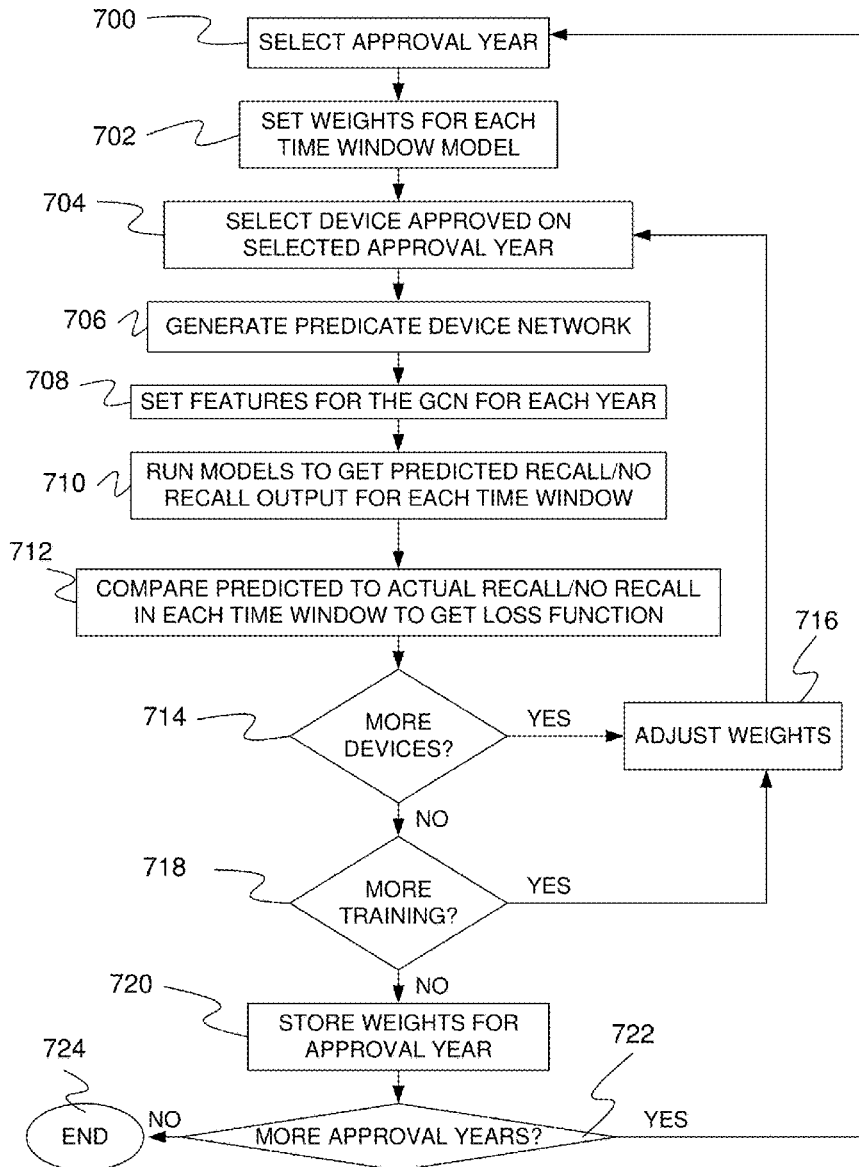 700
SELECT APPROVAL YEAR
702
SET WEIGHTS FOR EACH
TIME WINDOW MODEL
704
SELECT DEVICE APPROVED ON
SELECTED APPROVAL YEAR
706
GENERATE PREDICATE DEVICE NETWORK
708
SET FEATURES FOR THE GCN FOR EACH YEAR
710
RUN MODELS TO GET PREDICTED RECALL/NO
RECALL OUTPUT FOR EACH TIME WINDOW
712
COMPARE PREDICTED TO ACTUAL RECALL/NO RECALL
IN EACH TIME WINDOW TO GET LOSS FUNCTION
714
MORE
DEVICES?
YES
716
ADJUST WEIGHTS
NO
718
MORE
TRAINING?
YES
NO
720
STORE WEIGHTS FOR
APPROVAL YEAR
722
MORE APPROVAL YEARS?
YES
NO
724
END